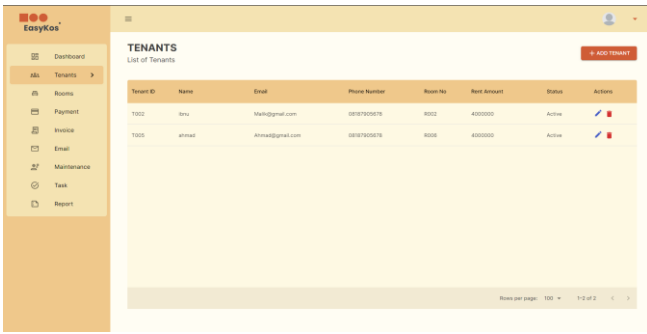 EasyKos
TENANTS
List of Tenants
+ ADD TENANT
Dashboard
Tenants >
Rooms
Payment
Invoice
Email
Maintenance
Task
Report
Tenant ID Name Email Phone Number Room No Rent Amount Status Actions
T002 ibnu Malik@gmail.com 08187905678 R002 4000000 Active
T005 ahmad Ahmad@gmail.com 08187905678 R006 4000000 Active
Rows per page: 100 1-2 of 2 < >